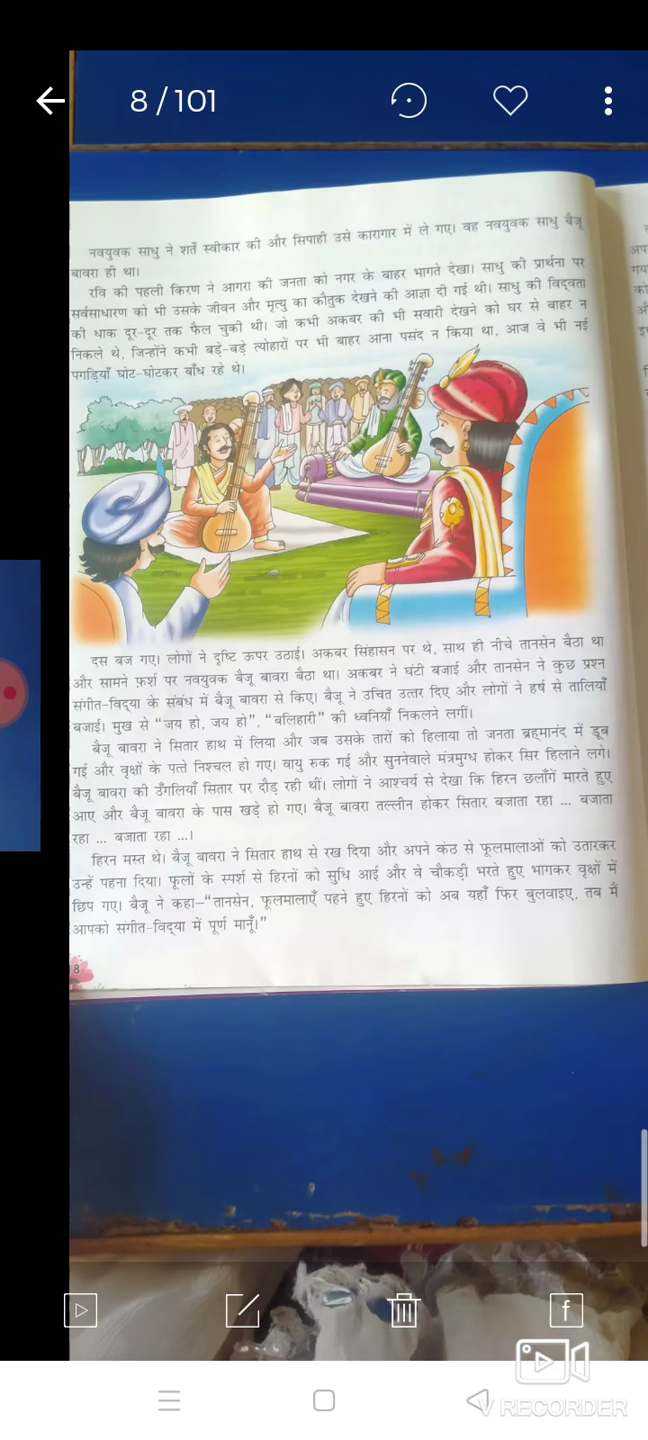 8 / 101
नवयुवक साधु ने शर्तें स्वीकार की और सिपाही उसे कारागार में ले गए। वह नवयुवक साधु बैजू
बावरा ही था।
रवि की पहली किरण ने आगरा की जनता को नगर के बाहर भागते देखा। साधु की प्रार्थना पर
सर्वसाधारण को भी उसके जीवन और मृत्यु का कौतुक देखने की आज्ञा दी गई थी। साधु की विद्वता
की धाक दूर-दूर तक फैल चुकी थी। जो कभी अकबर की भी सवारी देखने को घर से बाहर न
निकले थे, जिन्होंने कभी बड़े-बड़े त्योहारों पर भी बाहर आना पसंद न किया था, आज वे भी नई
पगड़ियाँ घोट-घोटकर बाँध रहे थे।
दस बज गए। लोगों ने दृष्टि ऊपर उठाई। अकबर सिंहासन पर थे, साथ ही नीचे तानसेन बैठा था
और सामने फ़र्श पर नवयुवक बैजू बावरा बैठा था। अकबर ने घंटी बजाई और तानसेन ने कुछ प्रश्न
संगीत-विद्या के संबंध में बैजू बावरा से किए। बैजू ने उचित उत्तर दिए और लोगों ने हर्ष से तालियाँ
बजाईं। मुख से “जय हो, जय हो”, “बलिहारी” की ध्वनियाँ निकलने लगीं।
बैजू बावरा ने सितार हाथ में लिया और जब उसके तारों को हिलाया तो जनता ब्रह्मानंद में डूब
गई और वृक्षों के पत्ते निश्चल हो गए। वायु रुक गई और सुननेवाले मंत्रमुग्ध होकर सिर हिलाने लगे।
बैजू बावरा की उँगलियाँ सितार पर दौड़ रही थीं। लोगों ने आश्चर्य से देखा कि हिरन छलाँगें मारते हुए
आए और बैजू बावरा के पास खड़े हो गए। बैजू बावरा तल्लीन होकर सितार बजाता रहा ... बजाता
रहा ... बजाता रहा ...।
हिरन मस्त थे। बैजू बावरा ने सितार हाथ से रख दिया और अपने कंठ से फूलमालाओं को उतारकर
उन्हें पहना दिया। फूलों के स्पर्श से हिरनों को सुधि आई और वे चौकड़ी भरते हुए भागकर वृक्षों में
छिप गए। बैजू ने कहा–“तानसेन, फूलमालाएँ पहने हुए हिरनों को अब यहाँ फिर बुलवाइए, तब मैं
आपको संगीत-विद्या में पूर्ण मानूँ।”
8
f
V RECORDER